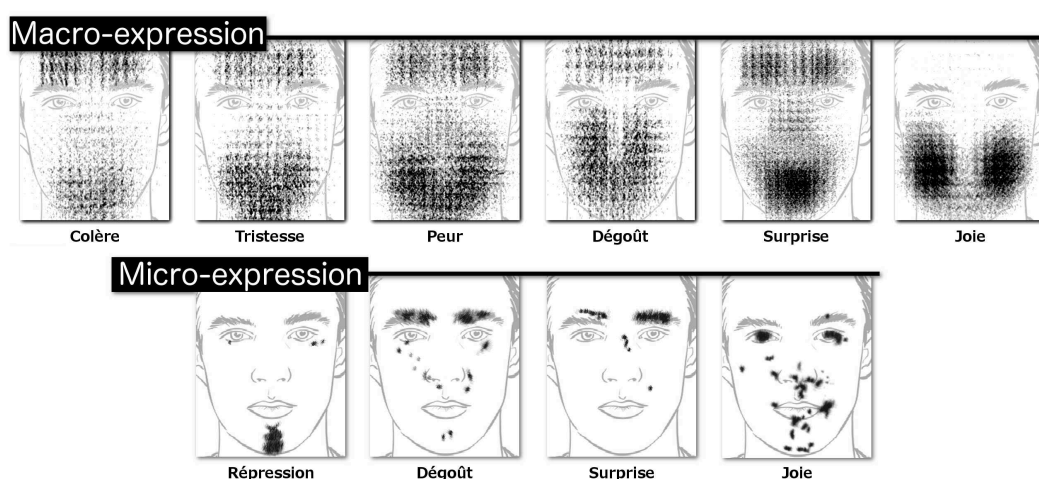 Macro-expression
Colère
Tristesse
Peur
Dégoût
Surprise
Joie
Micro-expression
Répression
Dégoût
Surprise
Joie